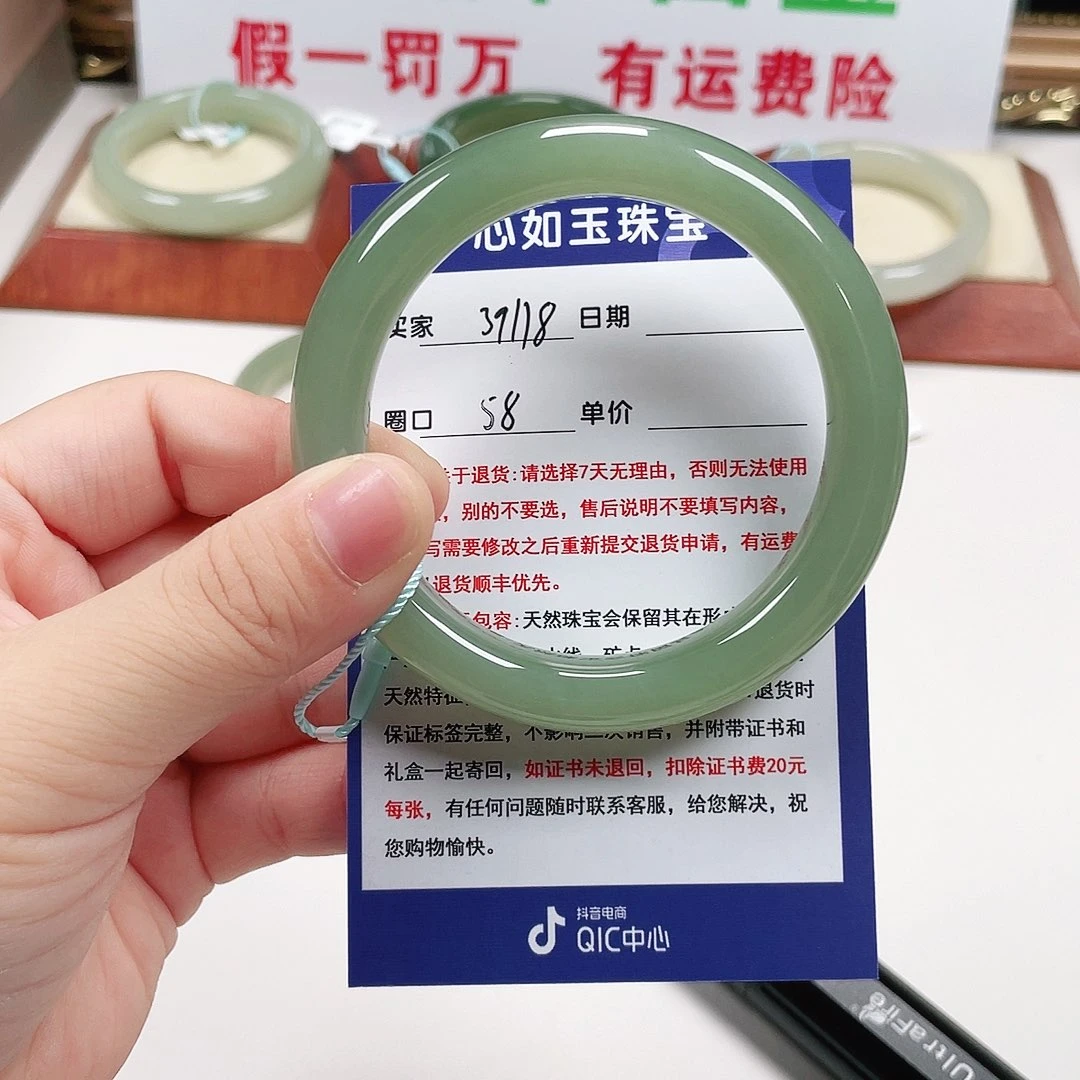 假一罚万 有运费险
心如玉珠宝
买家 39118 日期
圈口 58 单价
于退货:请选择7天无理由，否则无法使用
，别的不要选，售后说明不要填写内容，
写需要修改之后重新提交退货申请，有运费
退货顺丰优先。
包容:天然珠宝会保留其在形
天然特征 退货时
保证标签完整，不影响二次销售，并附带证书和
礼盒一起寄回，如证书未退回，扣除证书费20元
每张，有任何问题随时联系客服，给您解决，祝
您购物愉快。
抖音电商
QIC中心
UltraFire